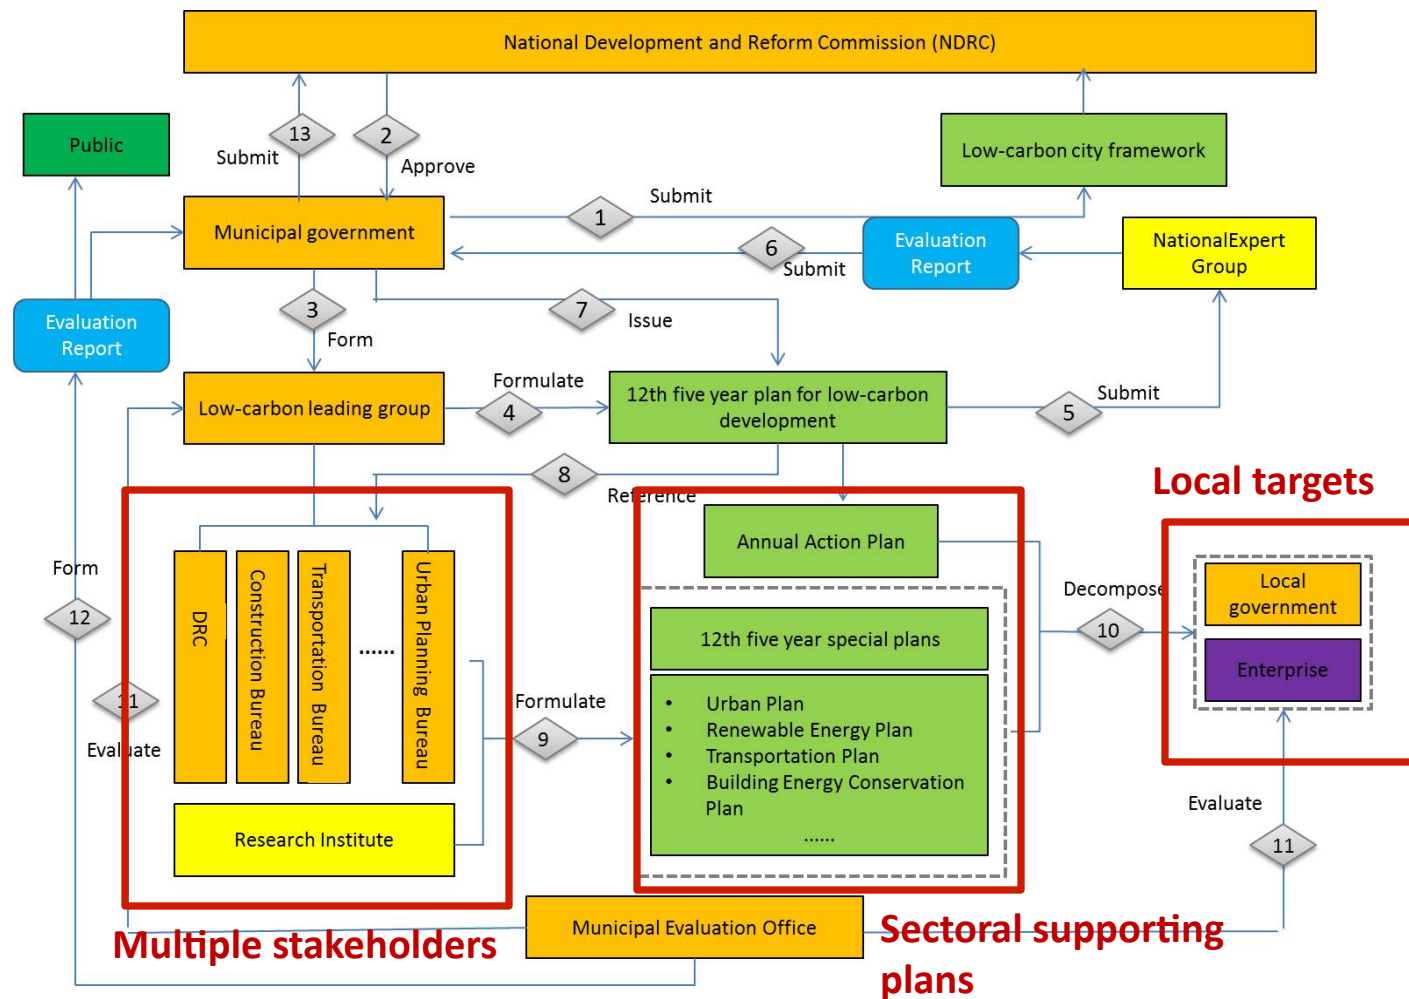 National Development and Reform Commission (NDRC)
Public
13
2
Submit
Approve
Low-carbon city framework
Municipal government
1
Submit
6
Submit
Evaluation
Report
NationalExpert
Group
Evaluation
Report
3
Form
7
Issue
Low-carbon leading group
Formulate
4
12th five year plan for low-carbon
development
5
Submit
8
Reference
Local targets
Form
12
11
Evaluate
DRC
Construction Bureau
Transportation Bureau
......
Urban Planning Bureau
Research Institute
Formulate
9
Annual Action Plan
12th five year special plans
• Urban Plan
• Renewable Energy Plan
• Transportation Plan
• Building Energy Conservation
Plan
......
Decompose
10
Local
government
Enterprise
Evaluate
11
Multiple stakeholders
Municipal Evaluation Office
Sectoral supporting
plans